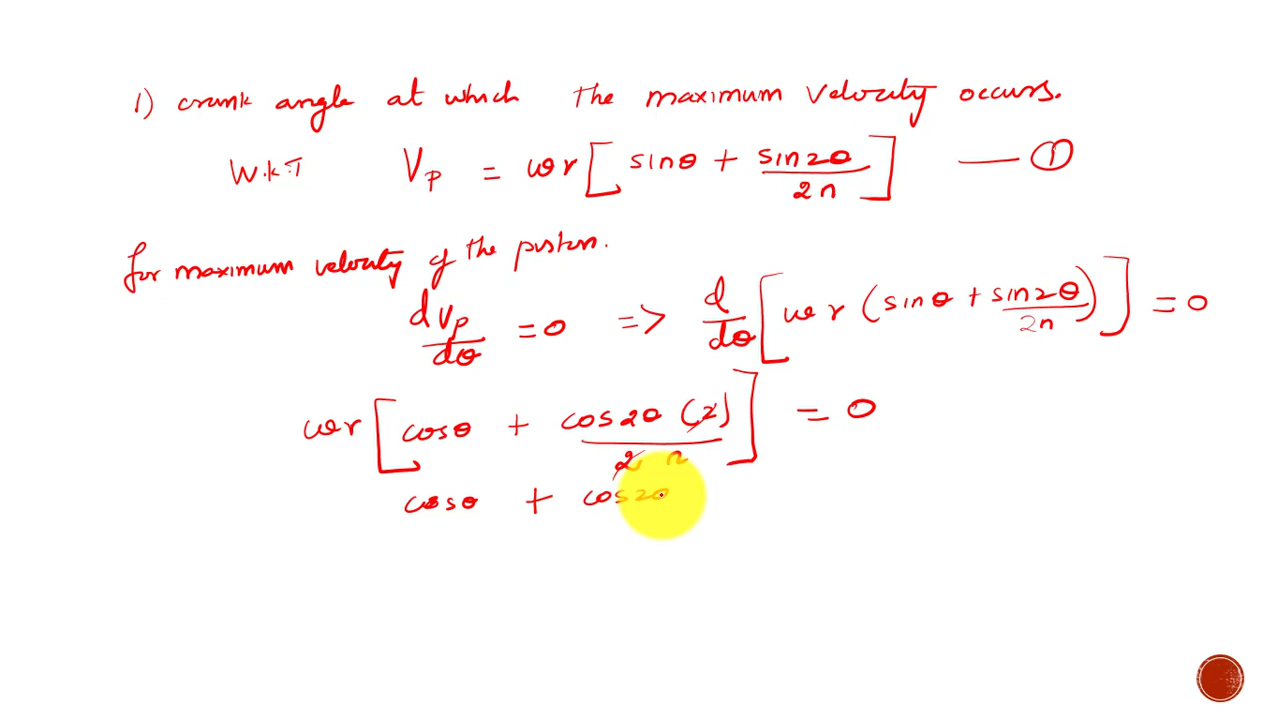 1) crank angle at which the maximum velocity occurs.
W.K.T Vp = ωr [ sinθ + sin2θ/2n ] — ①
for maximum velocity of the piston.
dVp/dθ = 0 => d/dθ [ ωr (sinθ + sin2θ/2n) ] = 0
ωr [ cosθ + cos2θ (2)/2 n ] = 0
cosθ + cos2θ